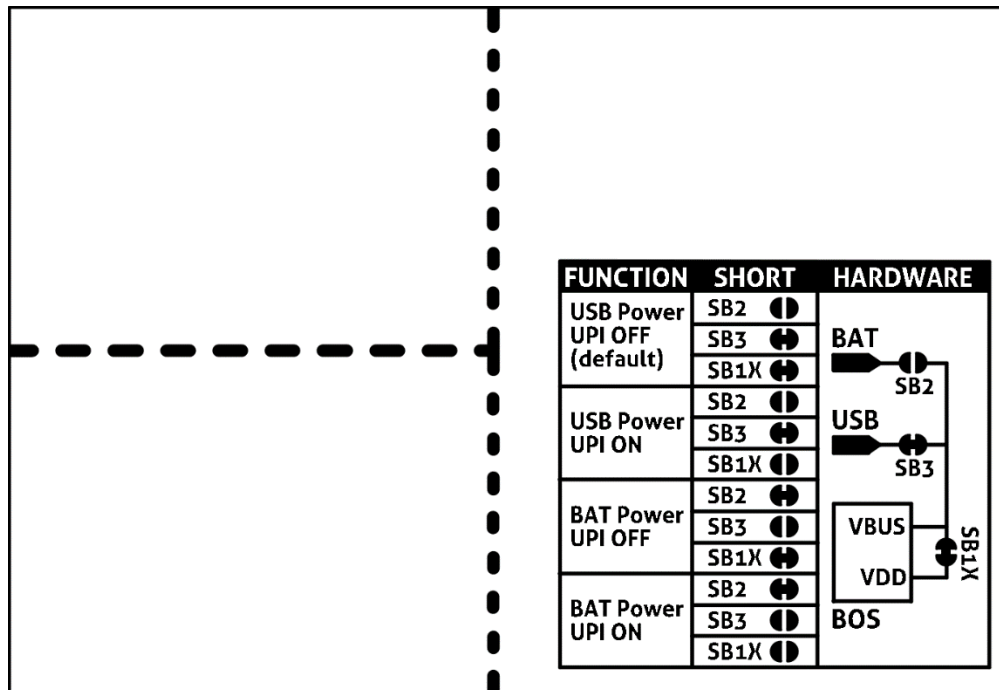 FUNCTION SHORT HARDWARE
USB Power
UPI OFF
(default)
SB2
SB3
SB1X
USB Power
UPI ON
SB2
SB3
SB1X
BAT Power
UPI OFF
SB2
SB3
SB1X
BAT Power
UPI ON
SB2
SB3
SB1X
BAT
SB2
USB
SB3
VBUS
VDD
SB1X
BOS